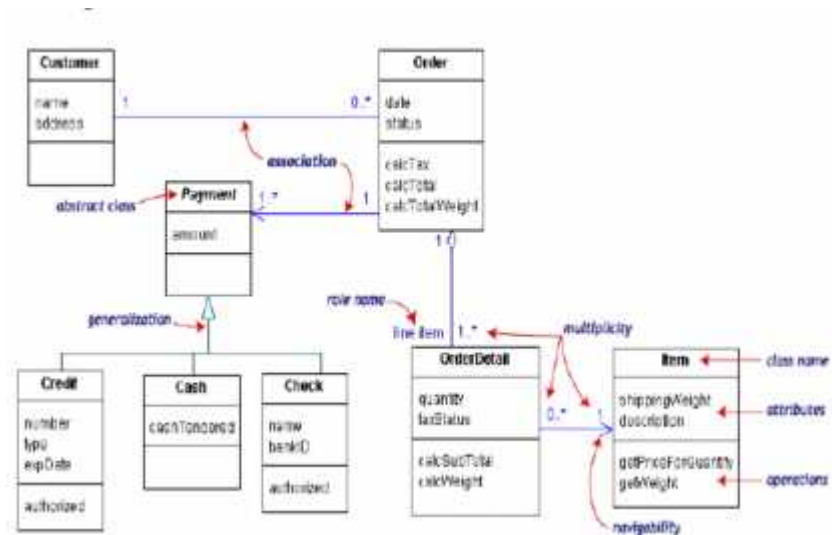 Customer
name
address
1
0..*
Order
date
status
calcTax
calcTotal
calcTotalWeight
association
abstract class
Payment
amount
1..*
1
generalization
role name
line item
1..*
multiplicity
Credit
number
type
expDate
authorized
Cash
cashTendered
Check
name
bankID
authorized
OrderDetail
quantity
taxStatus
calcSubTotal
calcWeight
0..*
1
Item
shippingWeight
description
getPriceForQuantity
getWeight
class name
attributes
operations
navigability